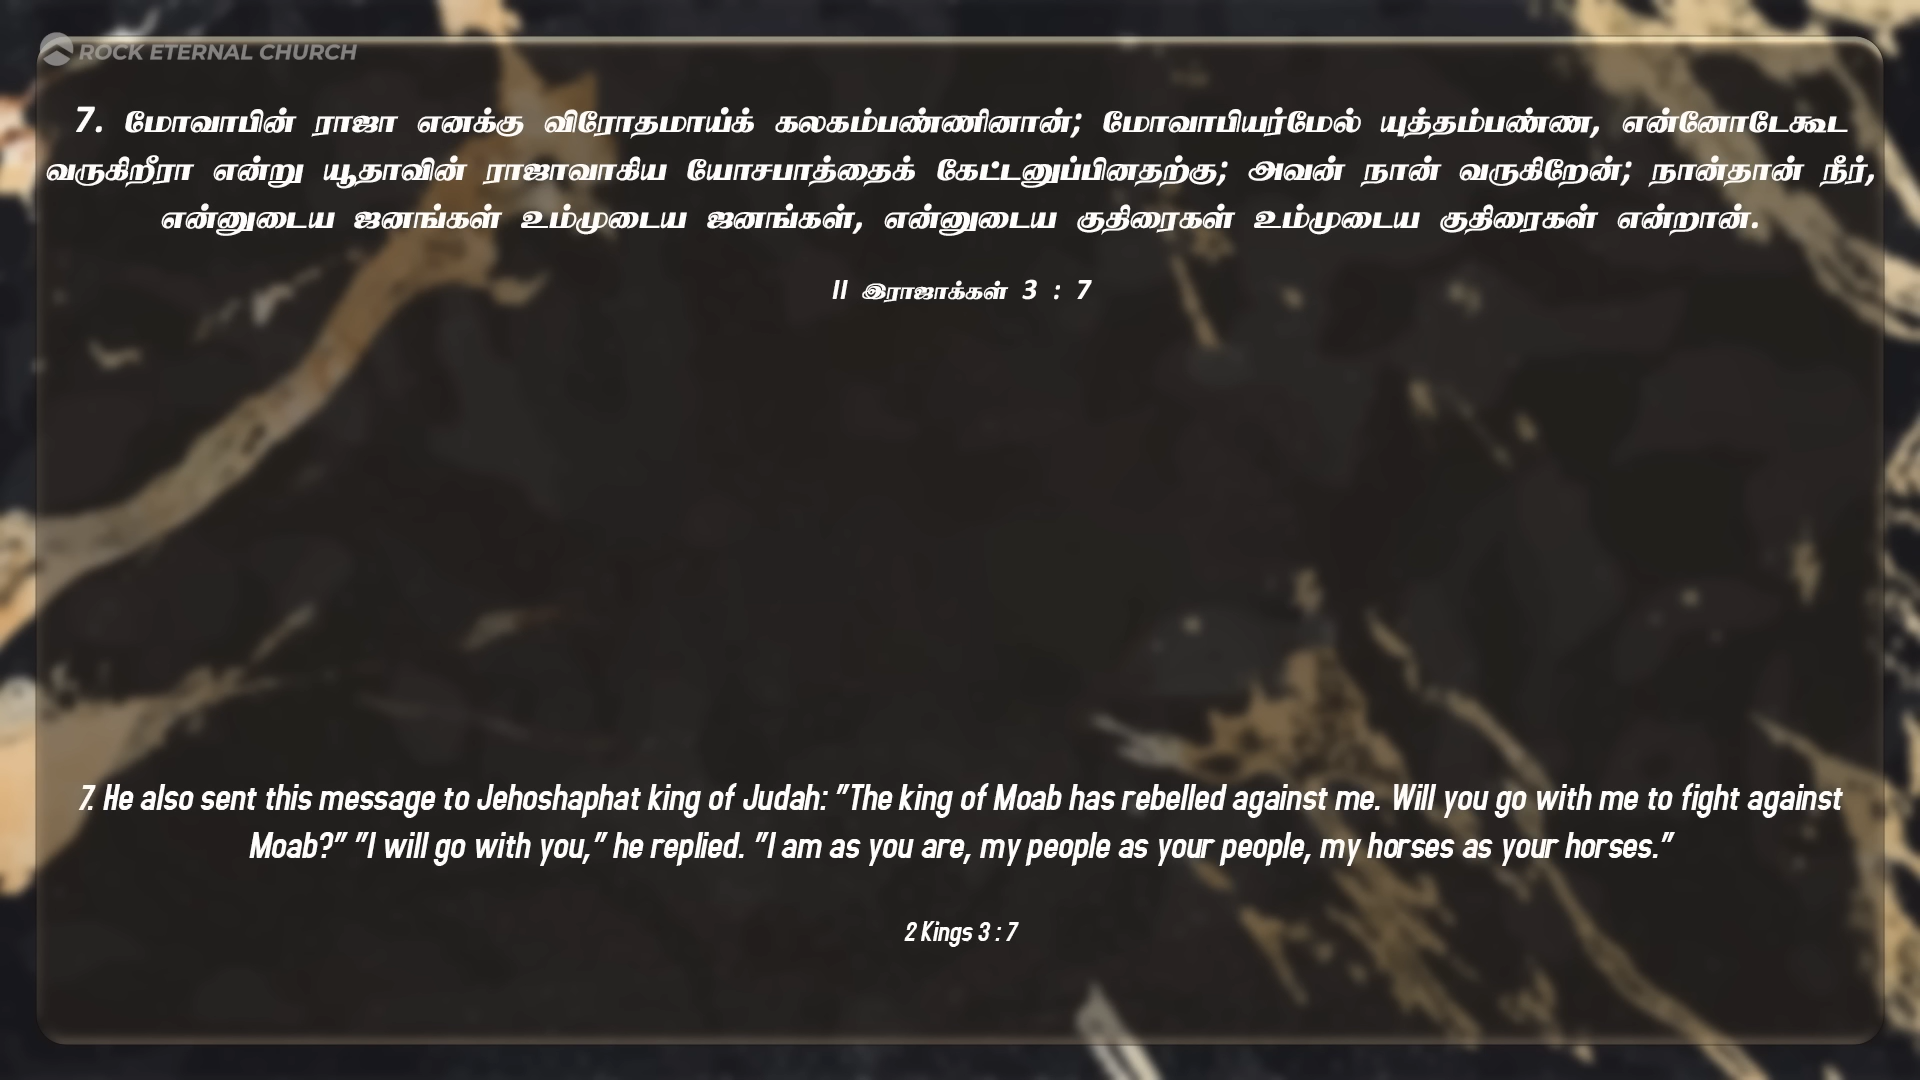 ROCK ETERNAL CHURCH
7. மோவாபின் ராஜா எனக்கு விரோதமாய்க் கலகம்பண்ணினான்; மோவாபியர்மேல் யுத்தம்பண்ண, என்னோடேகூட
வருகிறீரா என்று யூதாவின் ராஜாவாகிய யோசபாத்தைக் கேட்டனுப்பினதற்கு; அவன் நான் வருகிறேன்; நான்தான் நீர்,
என்னுடைய ஜனங்கள் உம்முடைய ஜனங்கள், என்னுடைய குதிரைகள் உம்முடைய குதிரைகள் என்றான்.
II இராஜாக்கள் 3 : 7
7. He also sent this message to Jehoshaphat king of Judah: "The king of Moab has rebelled against me. Will you go with me to fight against
Moab?" "I will go with you," he replied. "I am as you are, my people as your people, my horses as your horses."
2 Kings 3 : 7